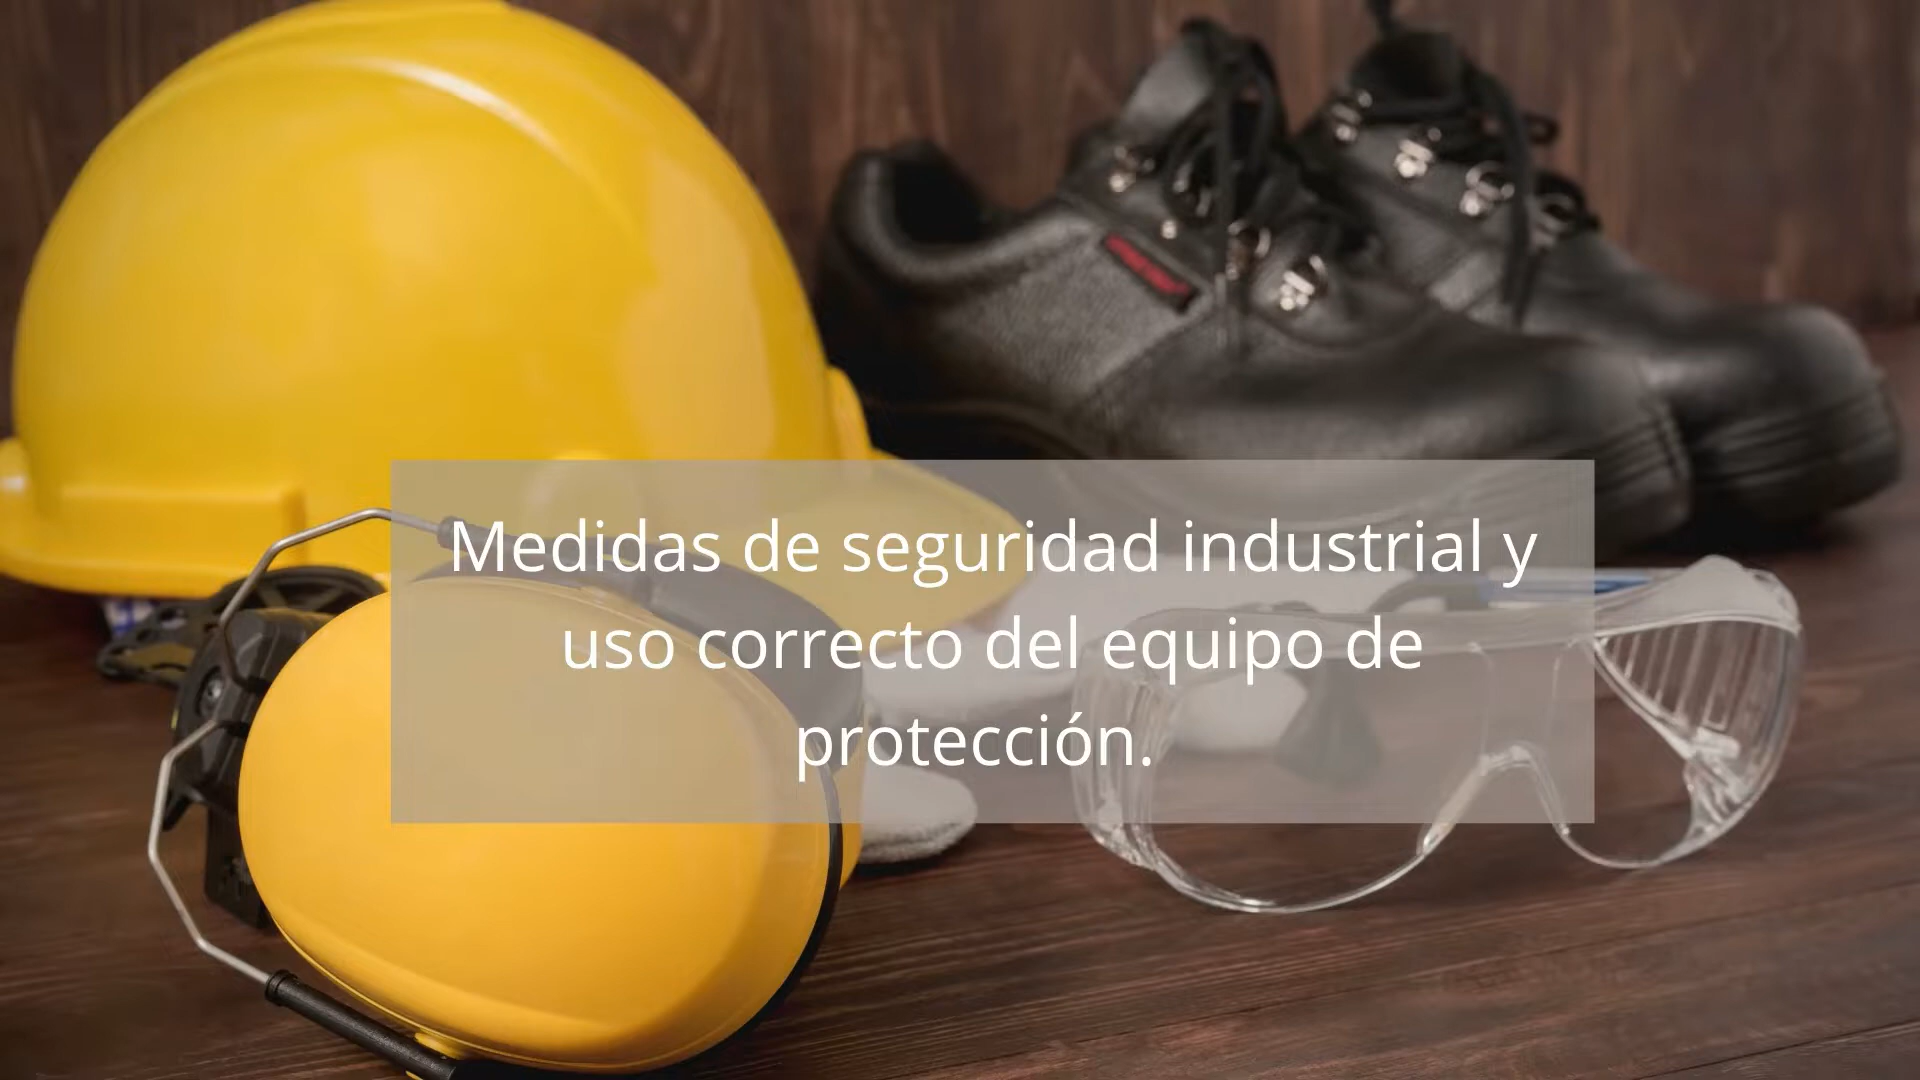 Medidas de seguridad industrial y
uso correcto del equipo de
protección.